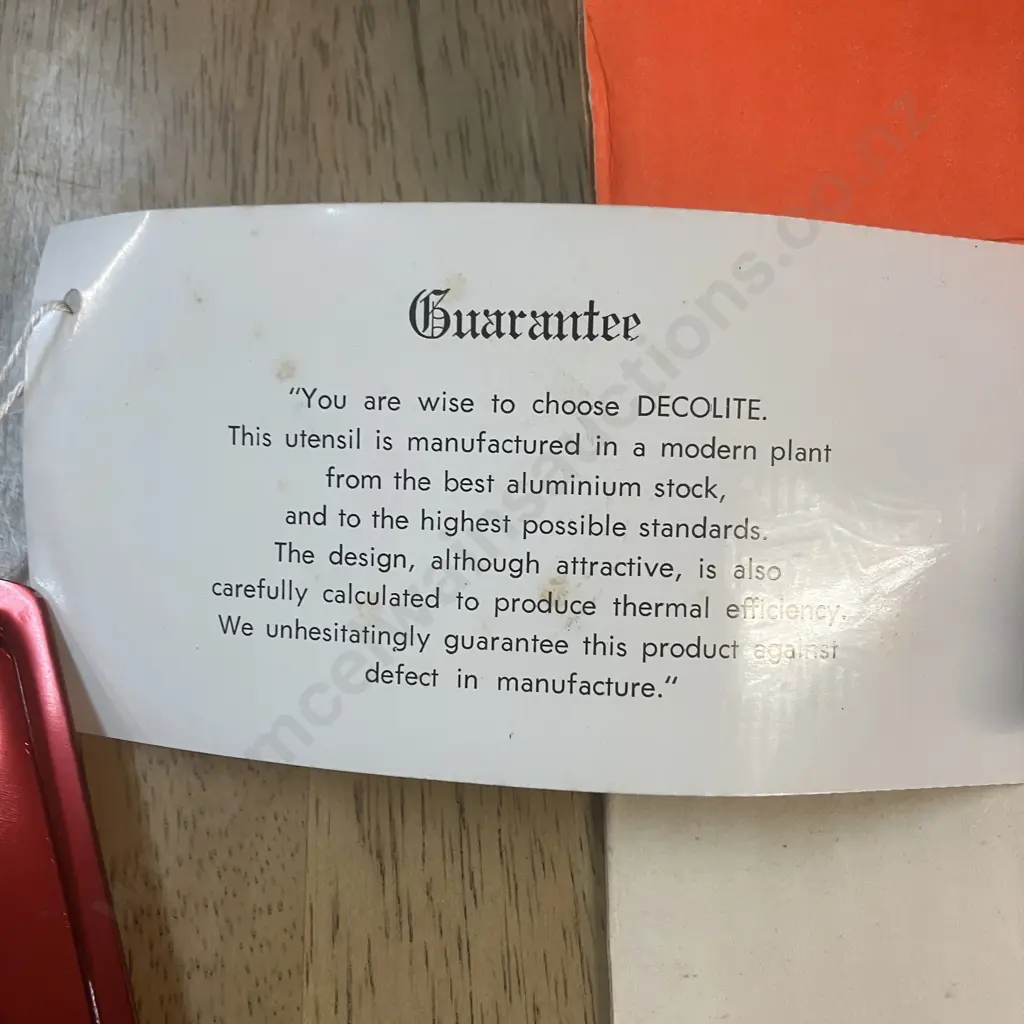 Guarantee
"You are wise to choose DECOLITE.
This utensil is manufactured in a modern plant
from the best aluminium stock,
and to the highest possible standards.
The design, although attractive, is also
carefully calculated to produce thermal efficiency.
We unhesitatingly guarantee this product against
defect in manufacture."